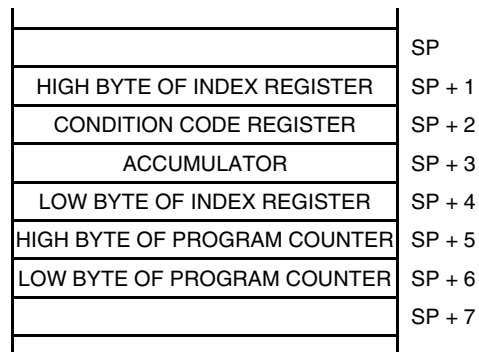 SP
HIGH BYTE OF INDEX REGISTER SP + 1
CONDITION CODE REGISTER SP + 2
ACCUMULATOR SP + 3
LOW BYTE OF INDEX REGISTER SP + 4
HIGH BYTE OF PROGRAM COUNTER SP + 5
LOW BYTE OF PROGRAM COUNTER SP + 6
SP + 7